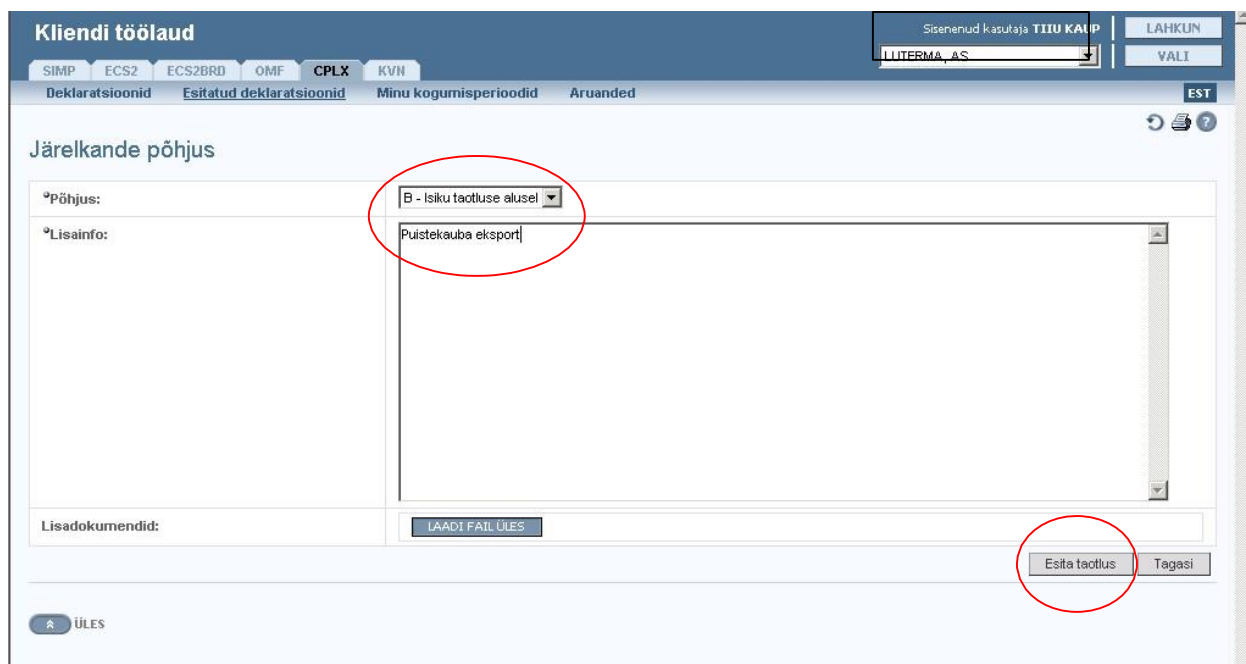 Kliendi töölaud
Sisenenud kasutaja TIIU KAUP
LAHKUN
LUTERMA, AS
VALI
SIMP ECS2 ECS2BRD OMF CPLX KVN
Deklaratsioonid Esitatud deklaratsioonid Minu kogumisperioodid Aruanded
EST
Järelkande põhjus
Põhjus:
B - Isiku taotluse alusel
Lisainfo:
Puistekauba eksport
Lisadokumendid:
LAADI FAIL ÜLES
Esita taotlus
Tagasi
ÜLES